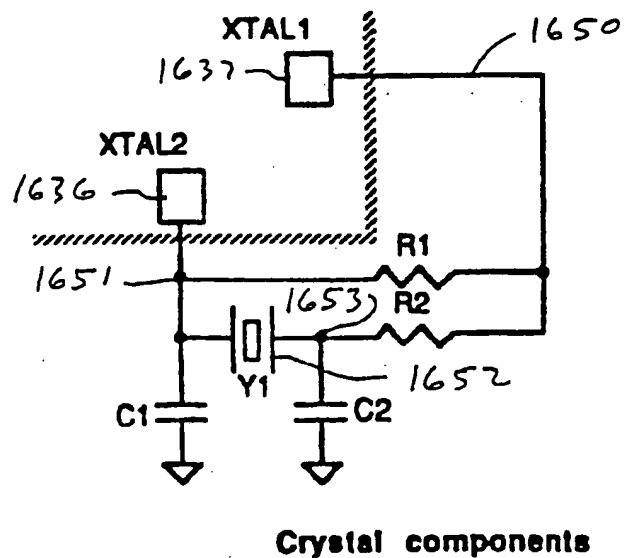 XTAL1
1650
1637
XTAL2
1636
R1
1651
1653
R2
Y1
1652
C1
C2
Crystal components